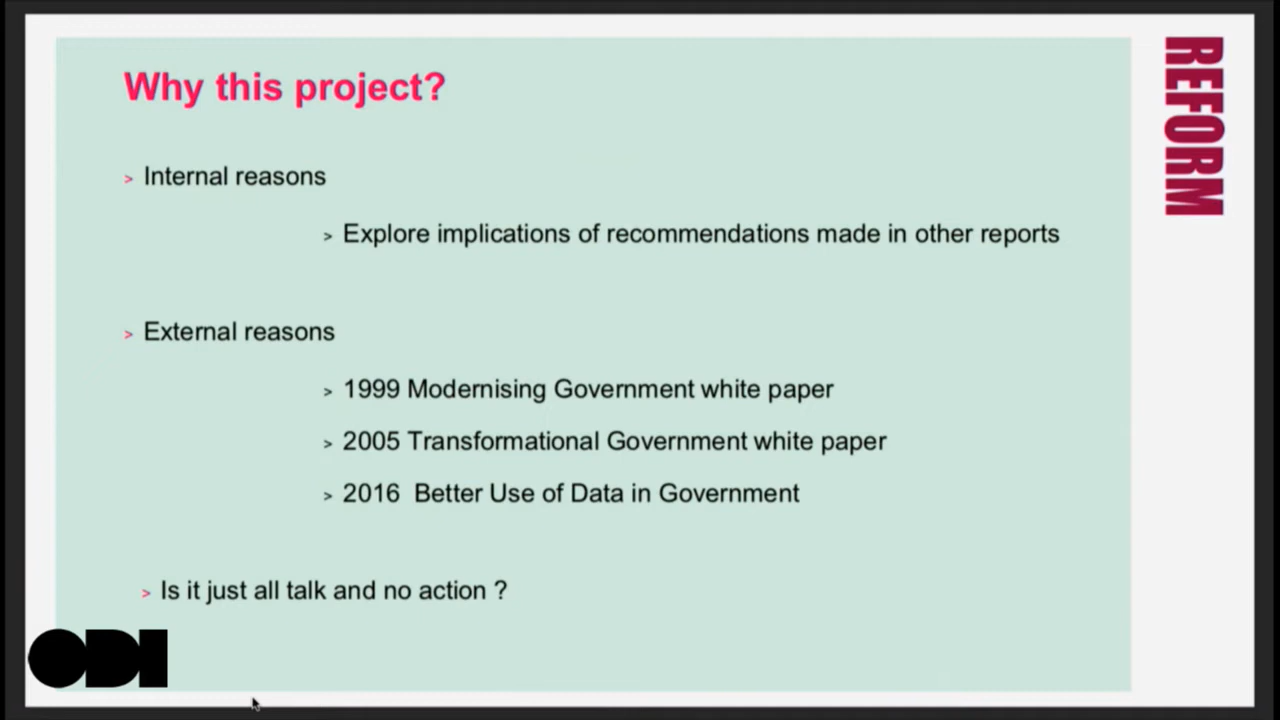 Why this project?
REFORM
> Internal reasons
> Explore implications of recommendations made in other reports
> External reasons
> 1999 Modernising Government white paper
> 2005 Transformational Government white paper
> 2016  Better Use of Data in Government
> Is it just all talk and no action ?
ODI